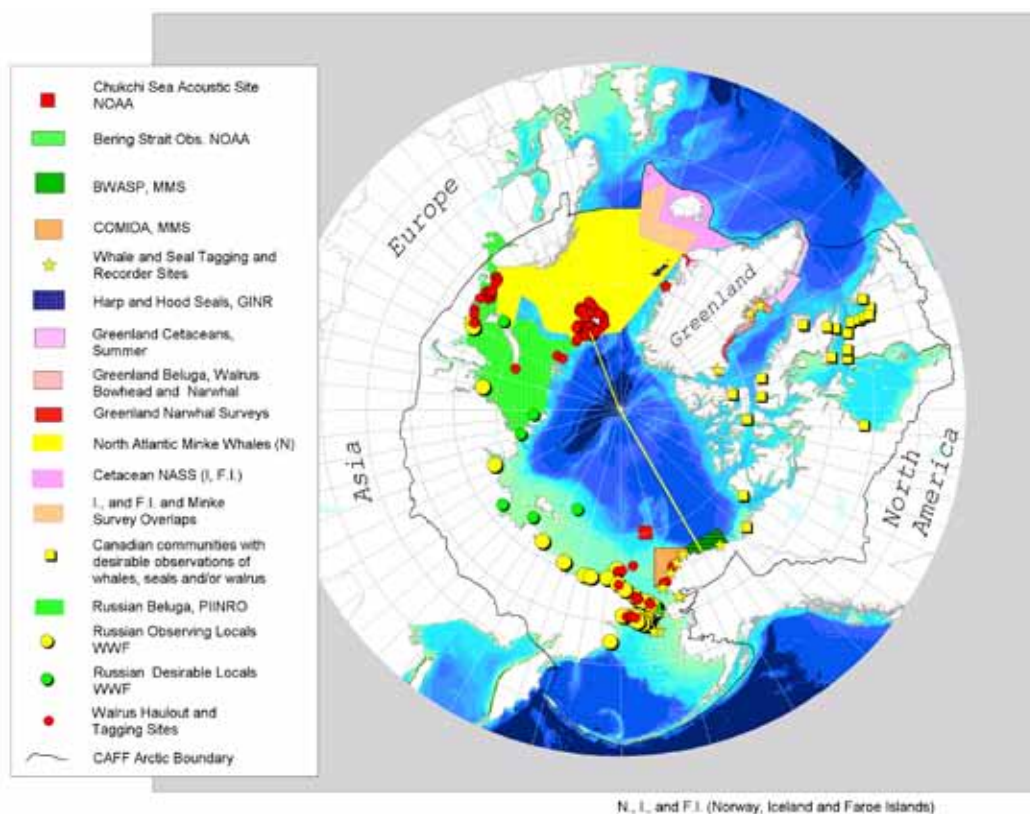 Chukchi Sea Acoustic Site
NOAA
Bering Strait Obs. NOAA
BWASP, MMS
COMIDA, MMS
Whale and Seal Tagging and
Recorder Sites
Harp and Hood Seals, GINR
Greenland Cetaceans,
Summer
Greenland Beluga, Walrus
Bowhead and Narwhal
Greenland Narwhal Surveys
North Atlantic Minke Whales (N)
Cetacean NASS (I, F.I.)
I., and F.I. and Minke
Survey Overlaps
Canadian communities with
desirable observations of
whales, seals and/or walrus
Russian Beluga, PIINRO
Russian Observing Locals
WWF
Russian Desirable Locals
WWF
Walrus Haulout and
Tagging Sites
CAFF Arctic Boundary
Europe
Asia
Greenland
North
America
N., I., and F.I. (Norway, Iceland and Faroe Islands)